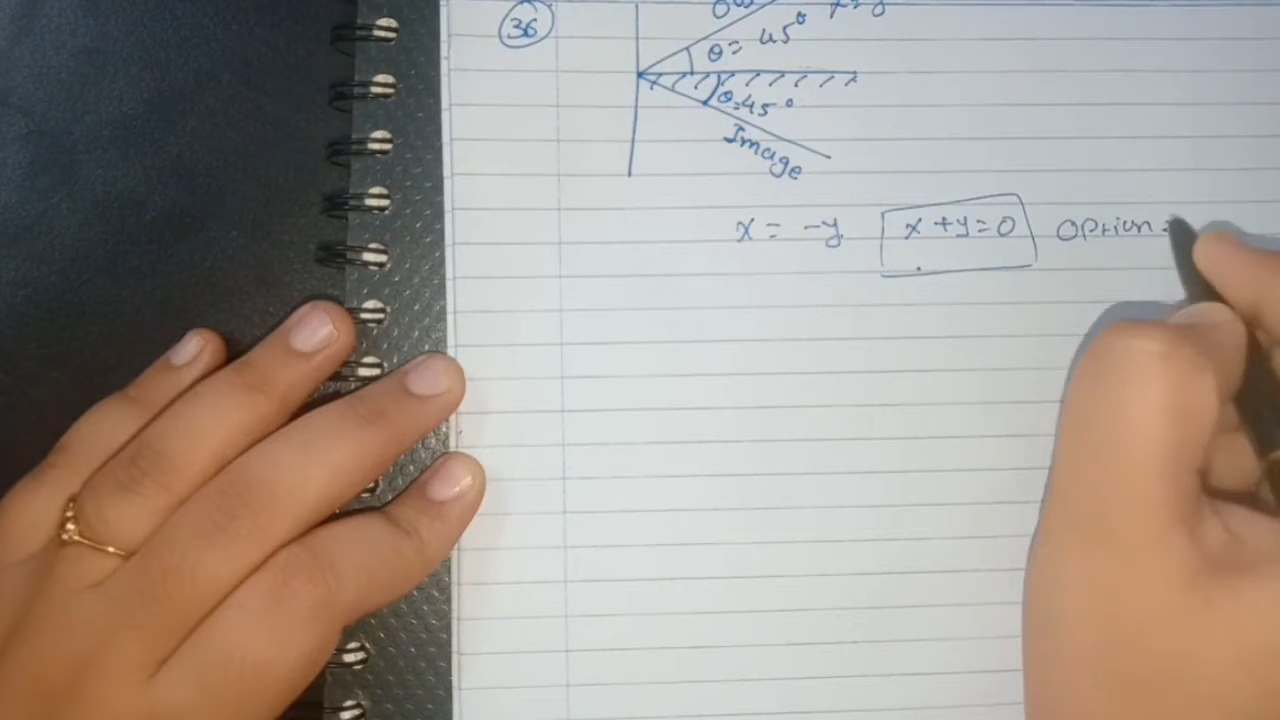 36
θ = 45°
θ=45°
Image
x = -y x + y = 0 Option =